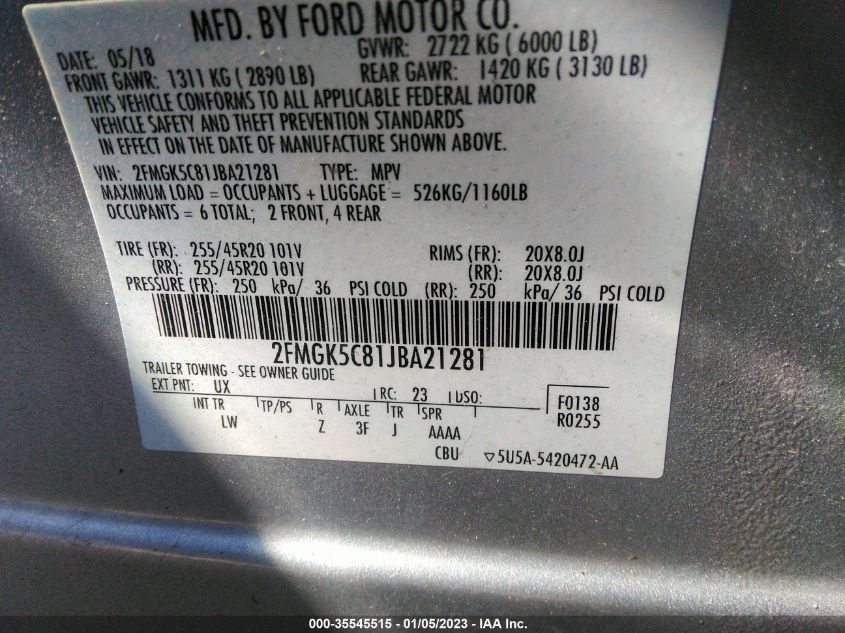 MFD. BY FORD MOTOR CO.
DATE: 05/18 GVWR: 2722 KG ( 6000 LB)
FRONT GAWR: 1311 KG ( 2890 LB) REAR GAWR: 1420 KG ( 3130 LB)
THIS VEHICLE CONFORMS TO ALL APPLICABLE FEDERAL MOTOR
VEHICLE SAFETY AND THEFT PREVENTION STANDARDS
IN EFFECT ON THE DATE OF MANUFACTURE SHOWN ABOVE.
VIN: 2FMGK5C81JBA21281 TYPE: MPV
MAXIMUM LOAD = OCCUPANTS + LUGGAGE = 526KG/1160LB
OCCUPANTS = 6 TOTAL; 2 FRONT, 4 REAR
TIRE (FR): 255/45R20 101V RIMS (FR): 20X8.0J
(RR): 255/45R20 101V (RR): 20X8.0J
PRESSURE (FR): 250 kPa/ 36 PSI COLD (RR): 250 kPa/ 36 PSI COLD
2FMGK5C81JBA21281
TRAILER TOWING - SEE OWNER GUIDE
EXT PNT: UX RC: 23 DSO: F0138
INT TR TP/PS R AXLE TR SPR R0255
LW Z 3F J AAAA
CBU ▽5U5A-5420472-AA
000-35545515 - 01/05/2023 - IAA Inc.